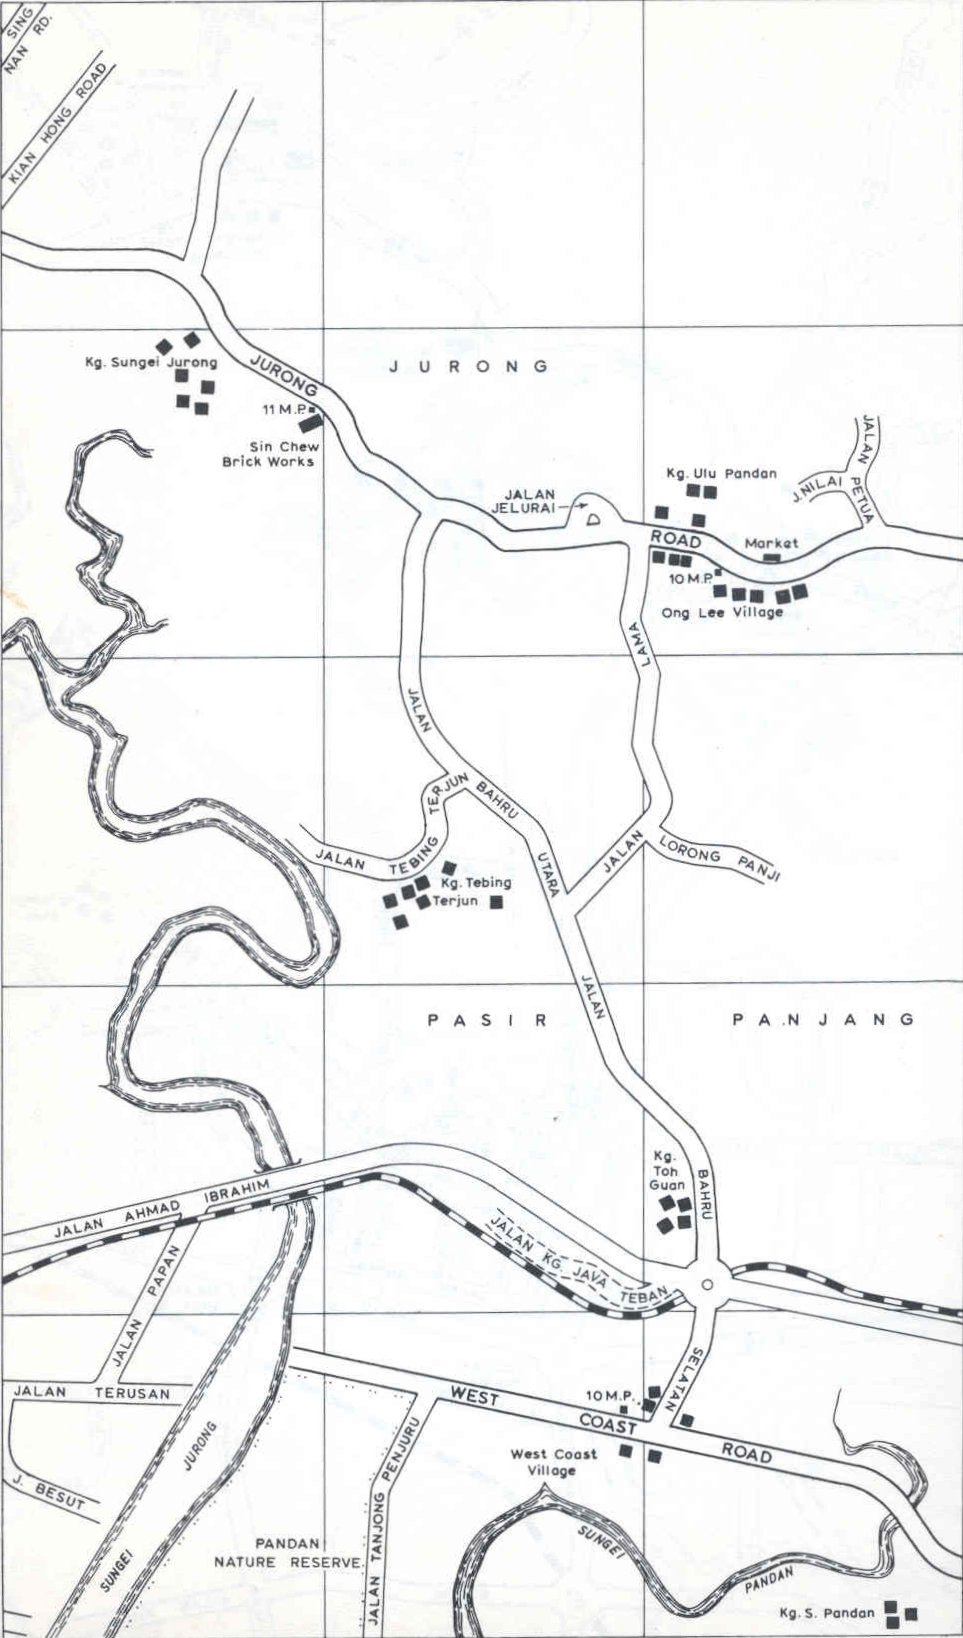 SING
NAN RD.
KIAN HONG ROAD
JURONG
Kg. Sungei Jurong
JURONG
11 M.P.
Sin Chew
Brick Works
JALAN
PETUA
J. NILAI
Kg. Ulu Pandan
JALAN
JELURAI
ROAD
Market
10 M.P.
Ong Lee Village
LAMA
JALAN
TERJUN
BAHRU
JALAN
TEBING
UTARA
JALAN
LORONG PANJI
Kg. Tebing
Terjun
JALAN
PASIR
PANJANG
Kg.
Toh
Guan
BAHRU
JALAN AHMAD IBRAHIM
JALAN KG. JAVA TEBAN
JALAN PAPAN
SELATAN
JALAN TERUSAN
10 M.P.
WEST
COAST
ROAD
JURONG
SUNGEI
JALAN TANJONG PENJURU
West Coast
Village
J. BESUT
PANDAN
NATURE RESERVE
SUNGEI
PANDAN
Kg. S. Pandan